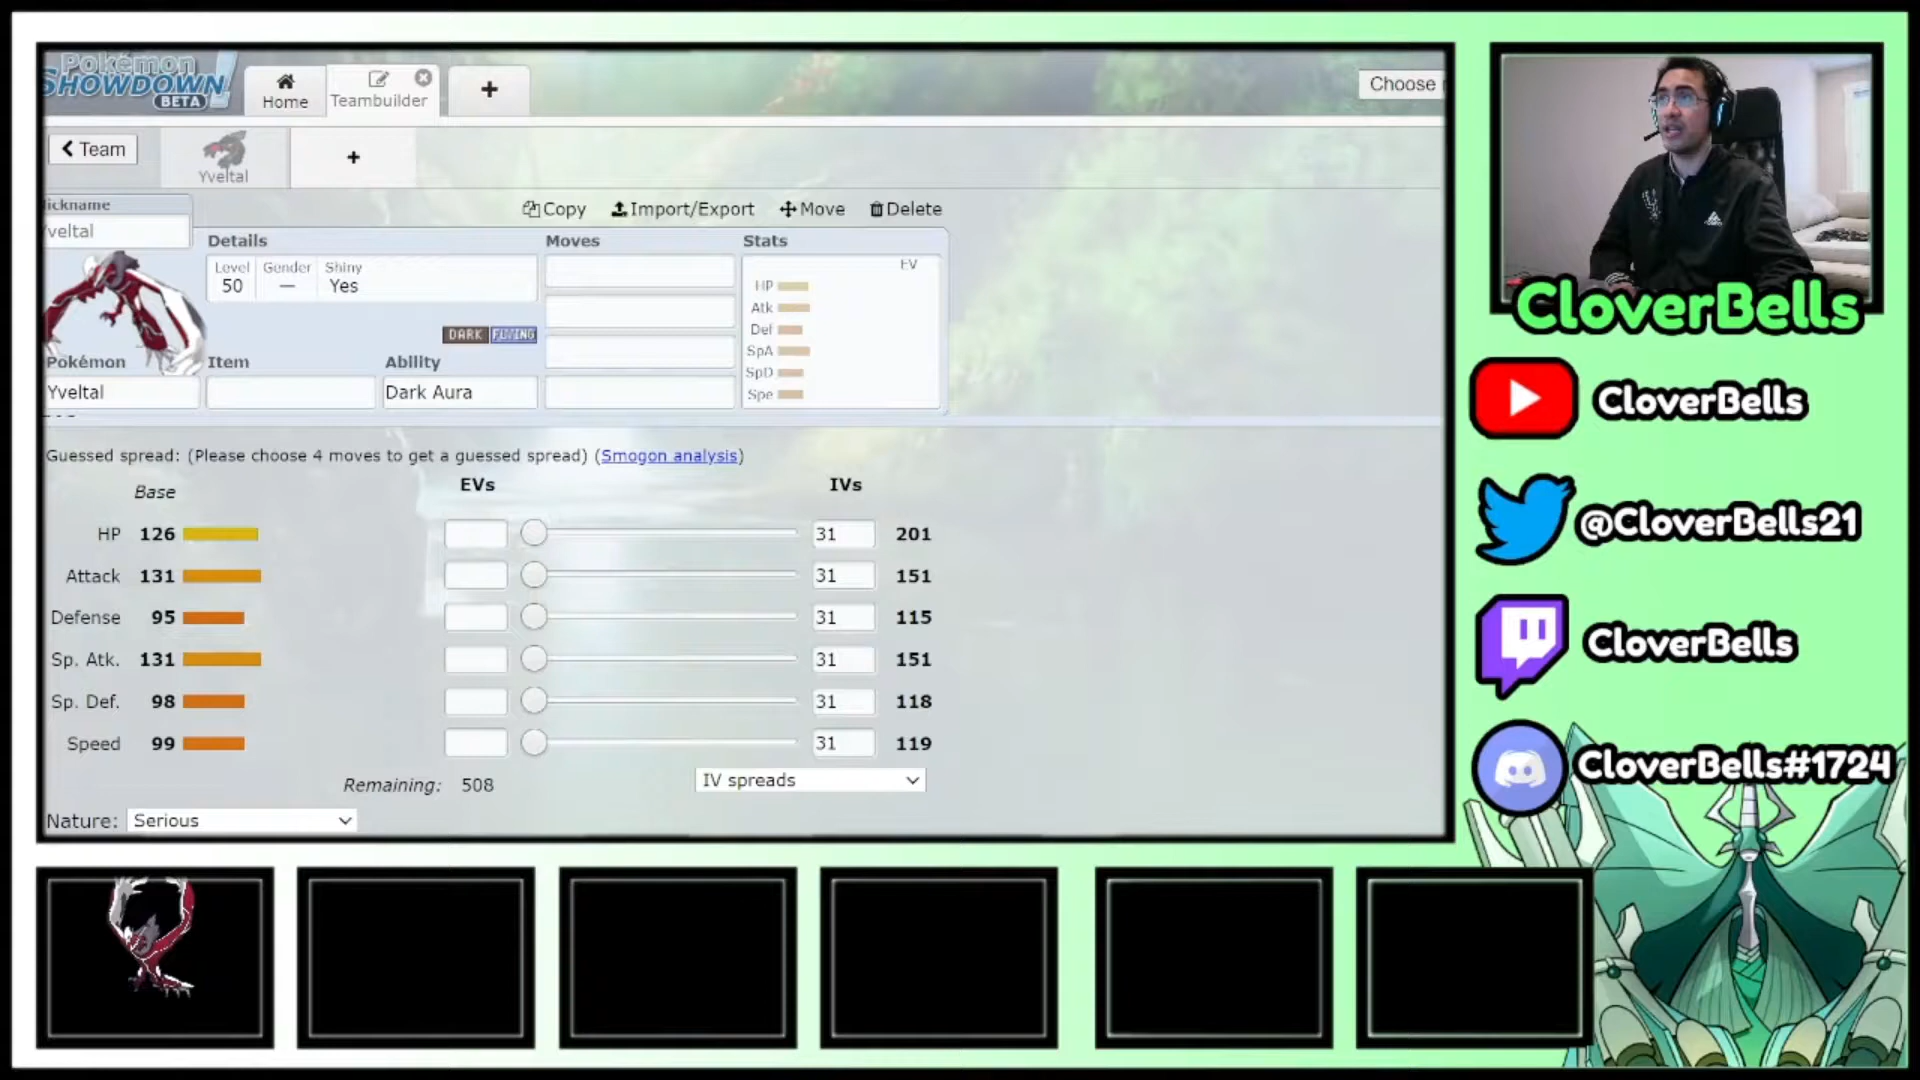 Pokémon
SHOWDOWN!
BETA
Home
Teambuilder
+
Choose
Team
Yveltal
+
ickname
veltal
Copy
Import/Export
Move
Delete
Details
Moves
Stats
Level
Gender
Shiny
50
—
Yes
EV
HP
Atk
Def
SpA
SpD
Spe
DARK
FLYING
Pokémon
Item
Ability
Yveltal
Dark Aura
Guessed spread: (Please choose 4 moves to get a guessed spread) (Smogon analysis)
Base
EVs
IVs
HP 126 31 201
Attack 131 31 151
Defense 95 31 115
Sp. Atk. 131 31 151
Sp. Def. 98 31 118
Speed 99 31 119
Remaining: 508
IV spreads
Nature: Serious
CloverBells
CloverBells
@CloverBells21
CloverBells
CloverBells#1724